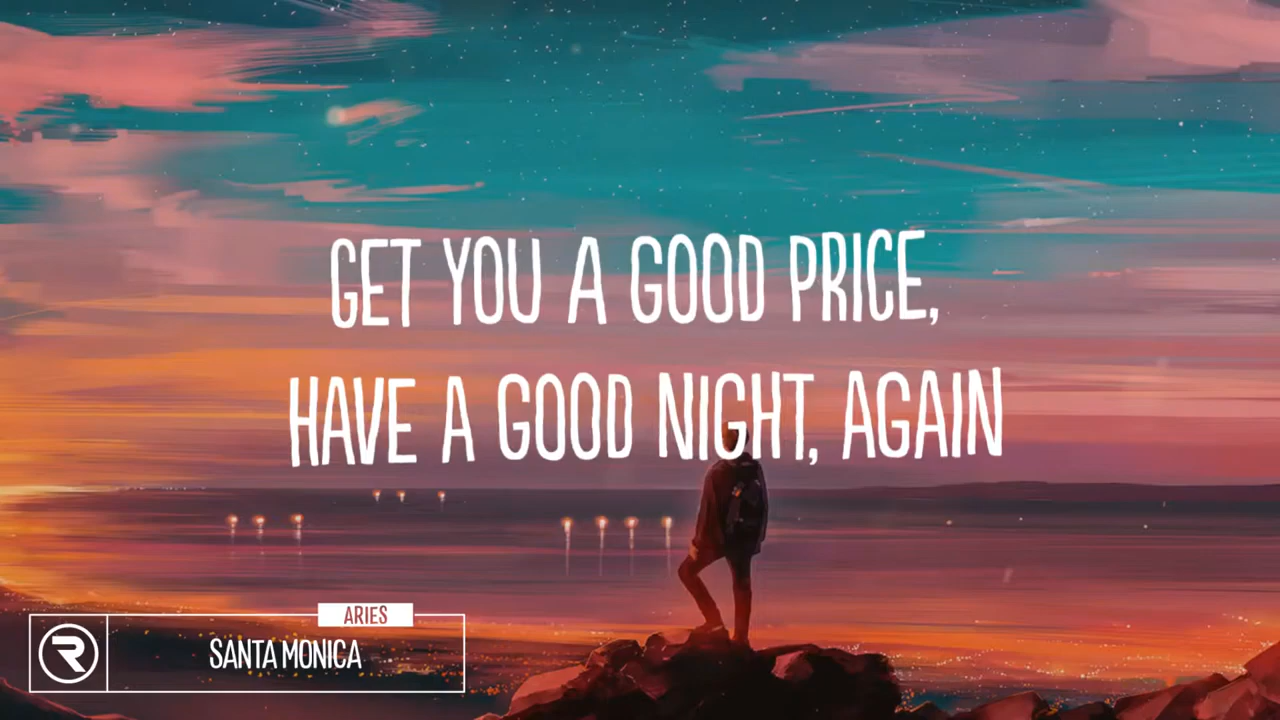 GET YOU A GOOD PRICE,
HAVE A GOOD NIGHT, AGAIN
ARIES
SANTA MONICA